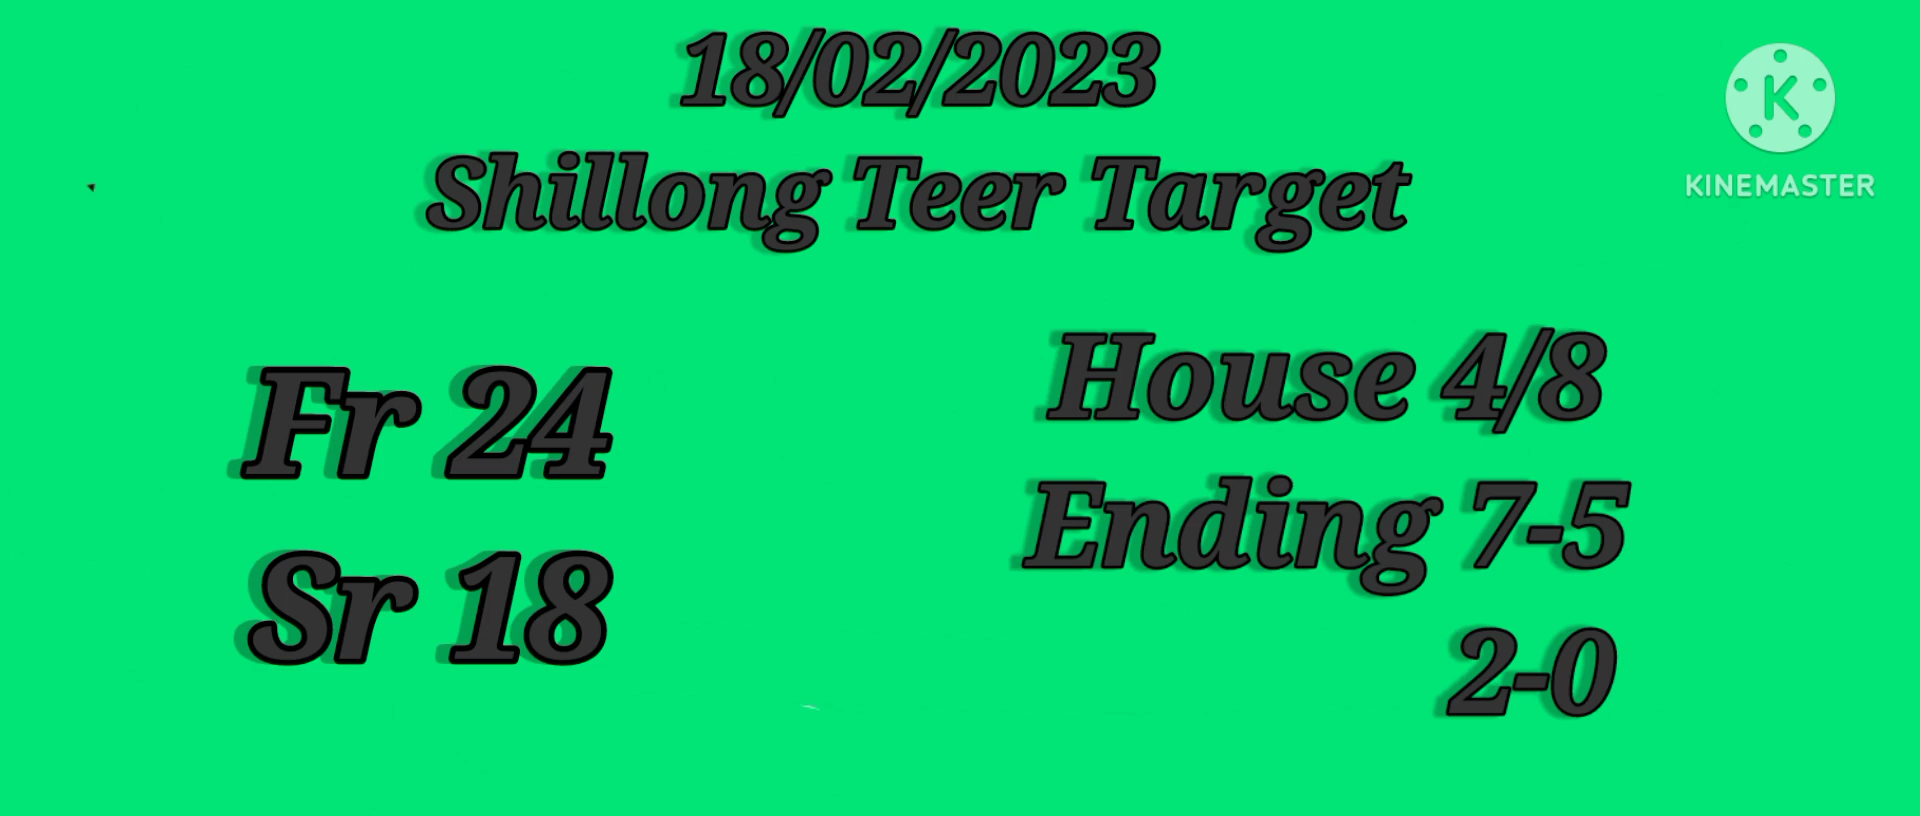 18/02/2023
Shillong Teer Target
KINEMASTER
Fr 24
Sr 18
House 4/8
Ending 7-5
2-0